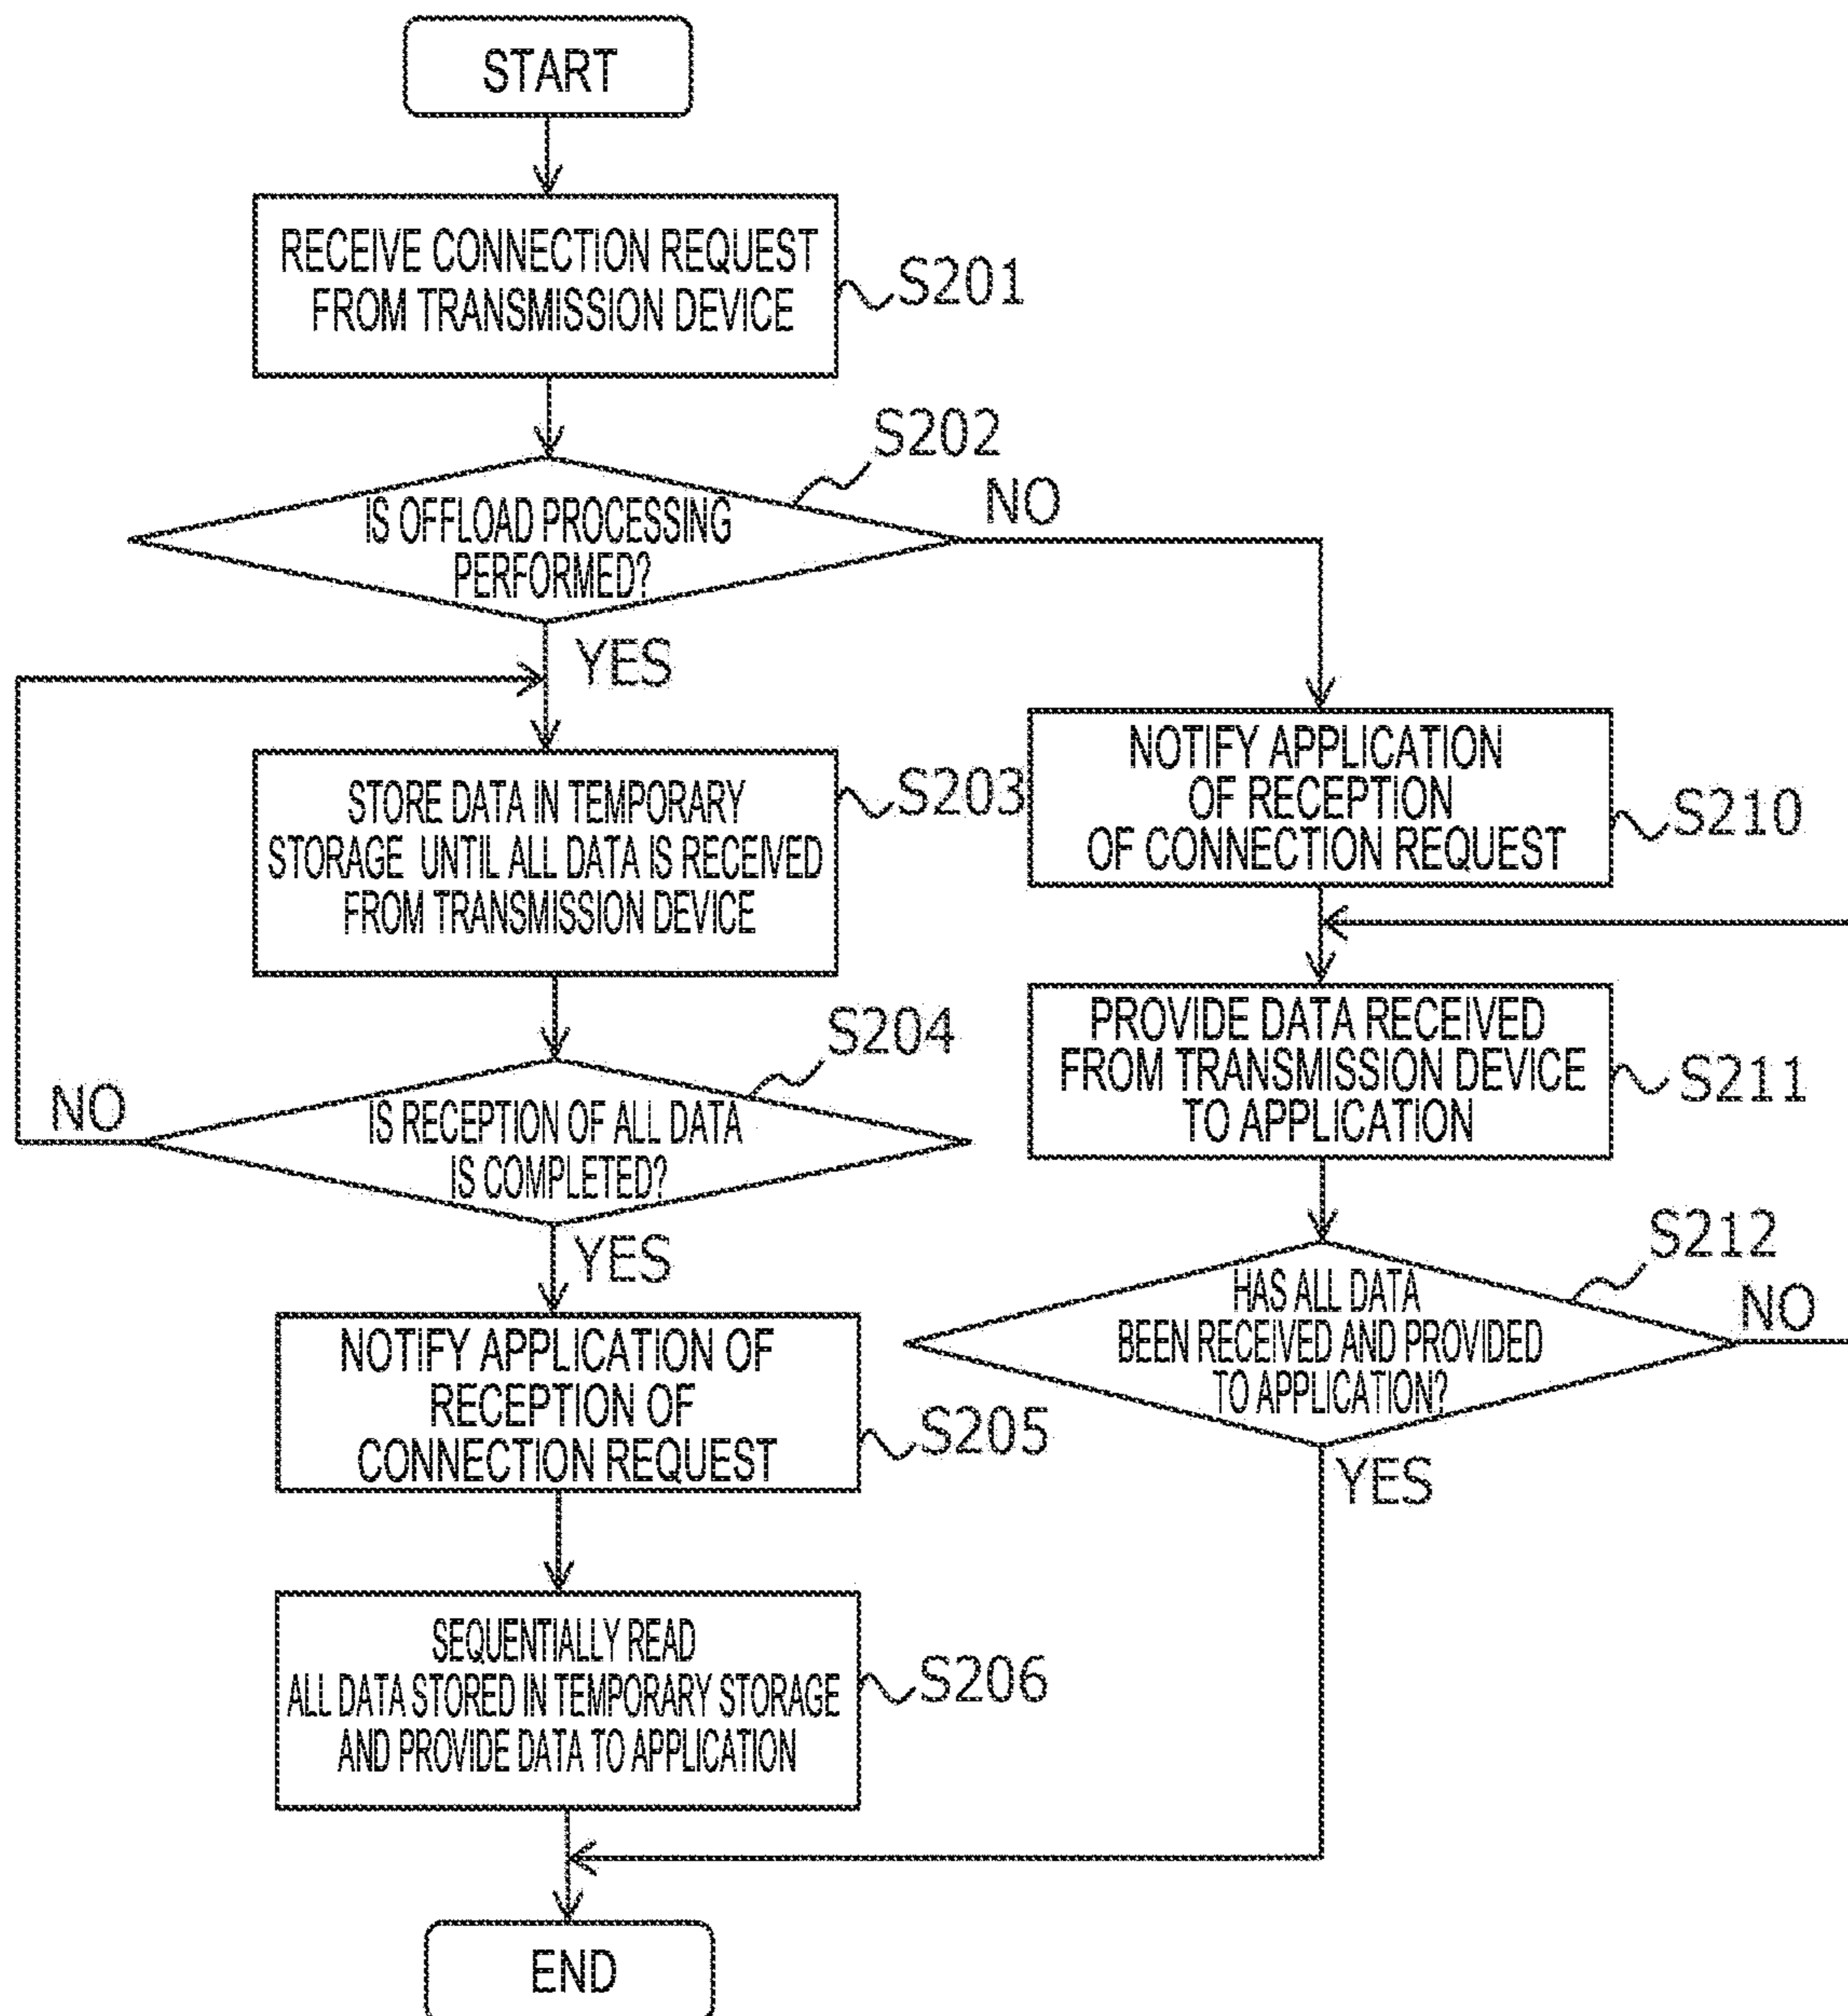 START
RECEIVE CONNECTION REQUEST
FROM TRANSMISSION DEVICE
S201
S202
IS OFFLOAD PROCESSING
PERFORMED?
NO
YES
STORE DATA IN TEMPORARY
STORAGE UNTIL ALL DATA IS RECEIVED
FROM TRANSMISSION DEVICE
S203
S204
IS RECEPTION OF ALL DATA
IS COMPLETED?
NO
YES
NOTIFY APPLICATION OF
RECEPTION OF
CONNECTION REQUEST
S205
SEQUENTIALLY READ
ALL DATA STORED IN TEMPORARY STORAGE
AND PROVIDE DATA TO APPLICATION
S206
NOTIFY APPLICATION
OF RECEPTION
OF CONNECTION REQUEST
S210
PROVIDE DATA RECEIVED
FROM TRANSMISSION DEVICE
TO APPLICATION
S211
S212
HAS ALL DATA
BEEN RECEIVED AND PROVIDED
TO APPLICATION?
NO
YES
END